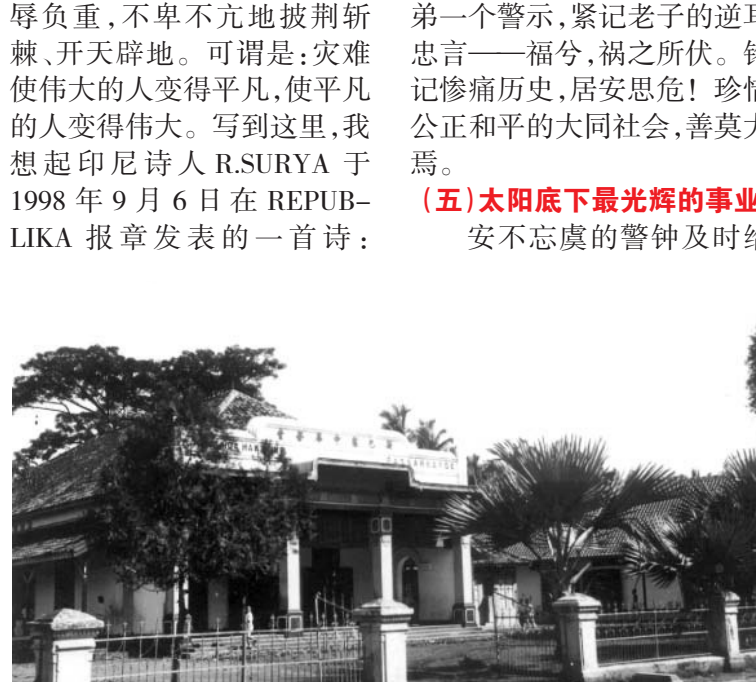 辱负重，不卑不亢地披荆斩
棘、开天辟地。可谓是：灾难
使伟大的人变得平凡，使平凡
的人变得伟大。写到这里，我
想起印尼诗人 R.SURYA 于
1998 年 9 月 6 日在 REPUB-
LIKA 报章发表的一首诗：
弟一个警示，紧记老子的逆耳
忠言——福兮，祸之所伏。铭
记惨痛历史，居安思危！珍惜
公正和平的大同社会，善莫大
焉。
（五）太阳底下最光辉的事业
安不忘虞的警钟及时给